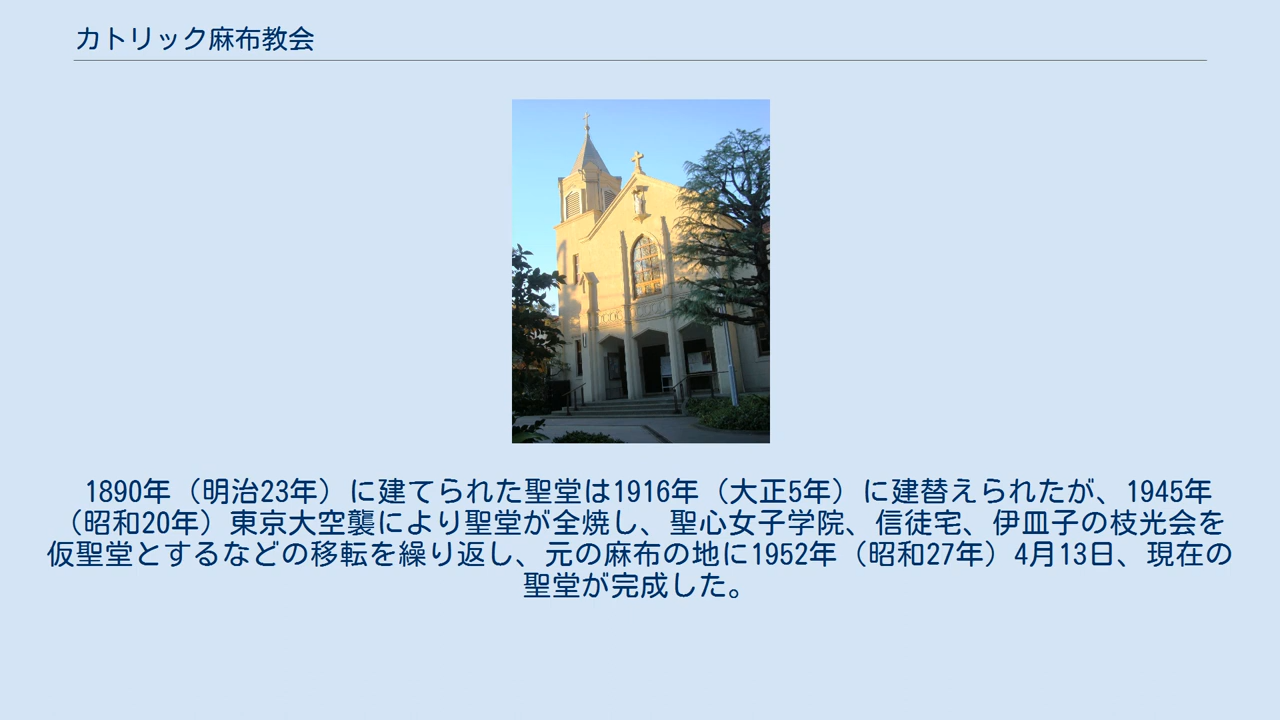 カトリック麻布教会
1890年（明治23年）に建てられた聖堂は1916年（大正5年）に建替えられたが、1945年
（昭和20年）東京大空襲により聖堂が全焼し、聖心女子学院、信徒宅、伊皿子の枝光会を
仮聖堂とするなどの移転を繰り返し、元の麻布の地に1952年（昭和27年）4月13日、現在の
聖堂が完成した。